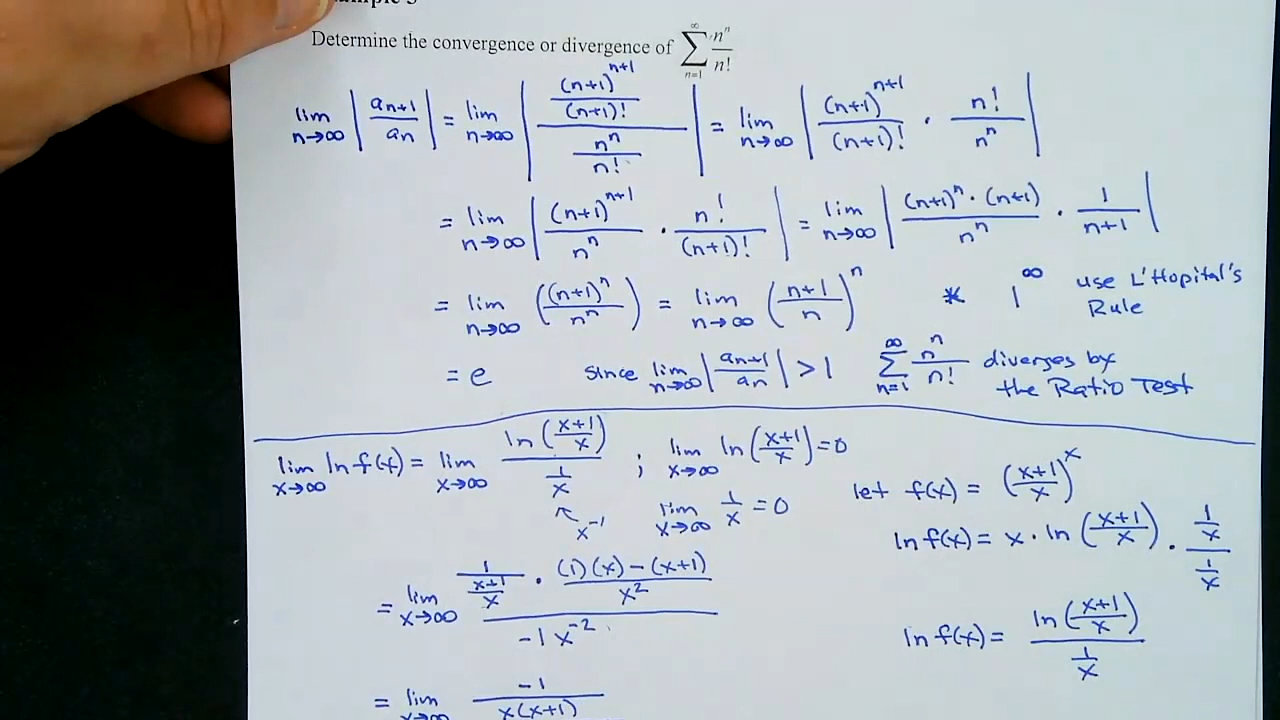 Determine the convergence or divergence of ∑_{n=1}^{∞} n^n / n!
lim_{n→∞} |a_{n+1} / a_n| = lim_{n→∞} | ((n+1)^{n+1} / (n+1)!) / (n^n / n!) | = lim_{n→∞} | (n+1)^{n+1} / (n+1)! · n! / n^n |
= lim_{n→∞} | (n+1)^{n+1} / n^n · n! / (n+1)! | = lim_{n→∞} | (n+1)^n · (n+1) / n^n · 1 / n+1 |
= lim_{n→∞} ( (n+1)^n / n^n ) = lim_{n→∞} ( n+1 / n )^n * 1^∞ use L'Hopital's Rule
= e since lim_{n→∞} |a_{n+1} / a_n| > 1 ∑_{n=1}^{∞} n^n / n! diverges by the Ratio Test
lim_{x→∞} ln f(x) = lim_{x→∞} ln(x+1 / x) / (1/x) ; lim_{x→∞} ln(x+1 / x) = 0
x^{-1}
lim_{x→∞} 1/x = 0
let f(x) = (x+1 / x)^x
ln f(x) = x · ln(x+1 / x) · (1/x) / (1/x)
ln f(x) = ln(x+1 / x) / (1/x)
= lim_{x→∞} ( 1 / (x+1 / x) · (1)(x) − (x+1) / x^2 ) / −1x^{-2}
= lim_{x→∞} −1 / x(x+1)